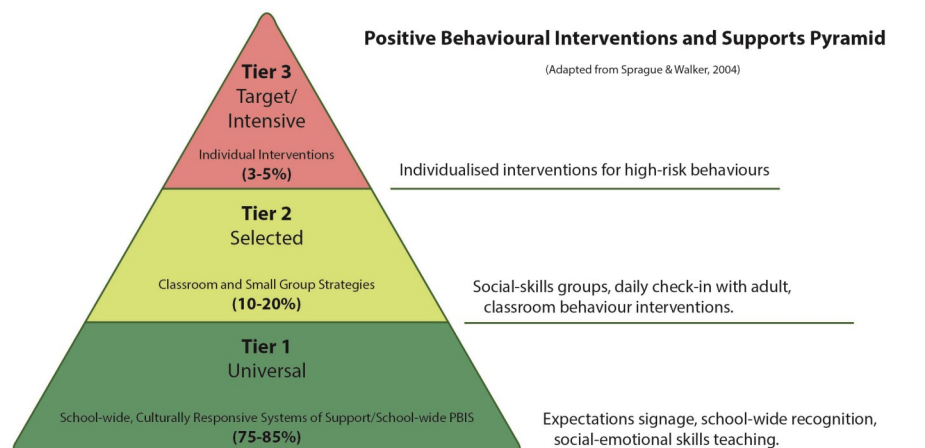 Positive Behavioural Interventions and Supports Pyramid
(Adapted from Sprague & Walker, 2004)
Tier 3
Target/
Intensive
Individual Interventions
(3-5%)
Individualised interventions for high-risk behaviours
Tier 2
Selected
Classroom and Small Group Strategies
(10-20%)
Social-skills groups, daily check-in with adult,
classroom behaviour interventions.
Tier 1
Universal
School-wide, Culturally Responsive Systems of Support/School-wide PBIS
(75-85%)
Expectations signage, school-wide recognition,
social-emotional skills teaching.